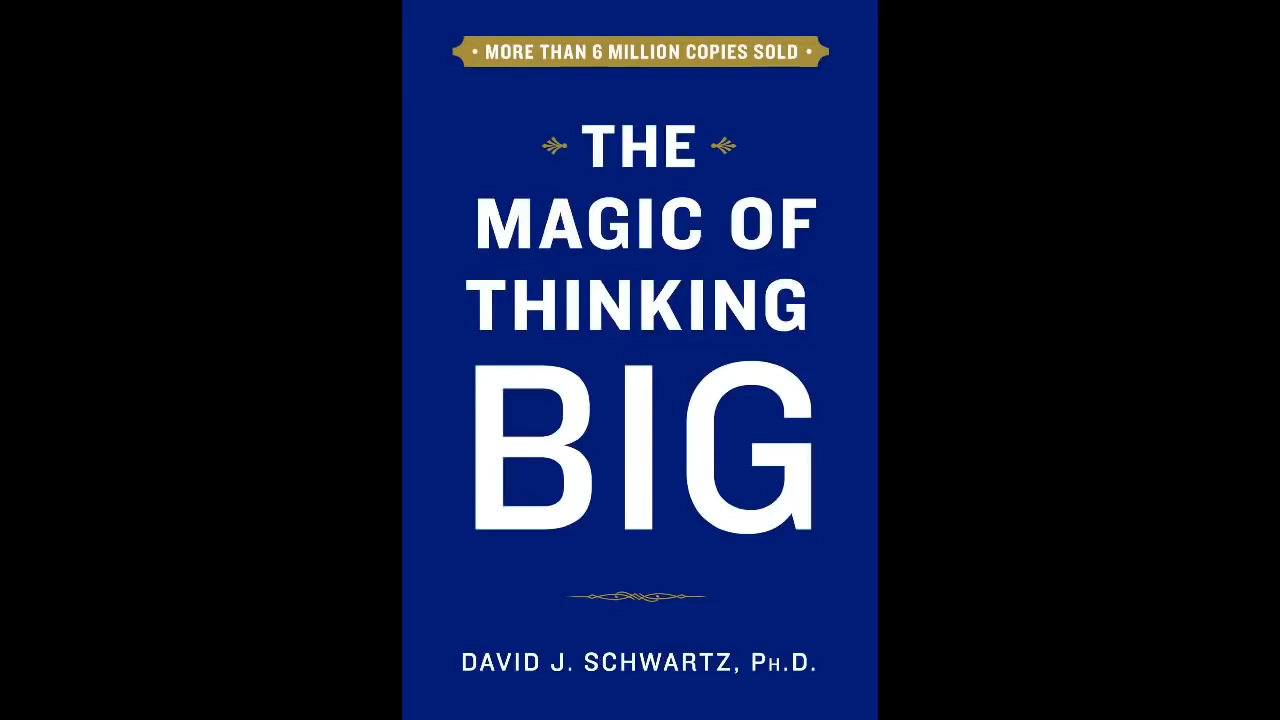 • MORE THAN 6 MILLION COPIES SOLD •
THE
MAGIC OF
THINKING
BIG
DAVID J. SCHWARTZ, PH.D.